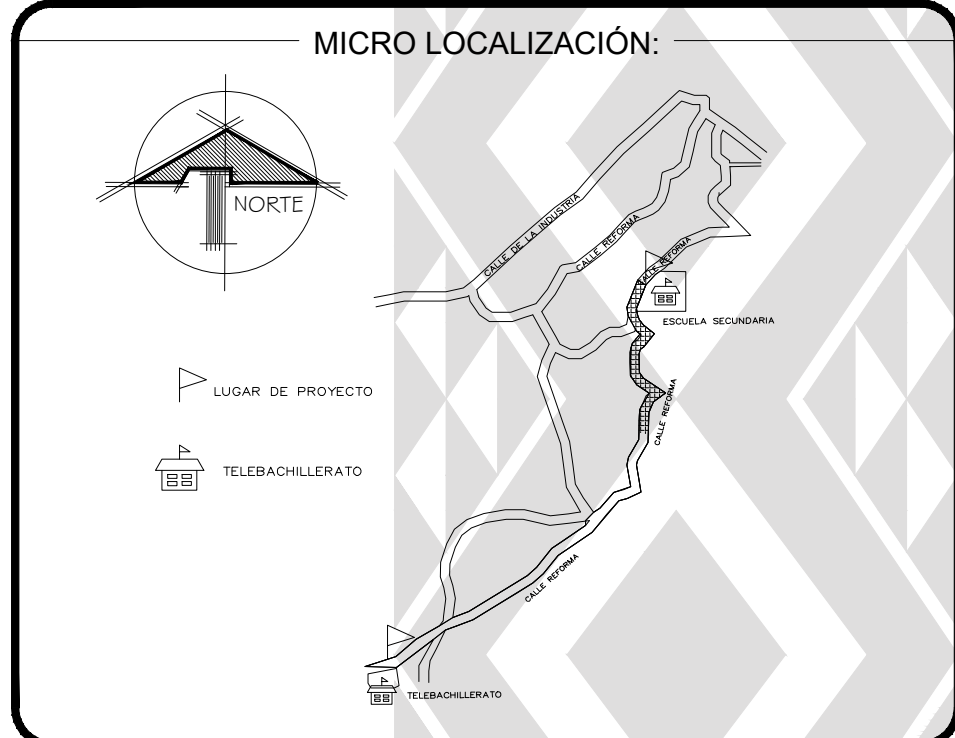 MICRO LOCALIZACIÓN:
NORTE
CALLE DE LA INDUSTRIA
CALLE REFORMA
CALLE REFORMA
ESCUELA SECUNDARIA
LUGAR DE PROYECTO
CALLE REFORMA
TELEBACHILLERATO
CALLE REFORMA
TELEBACHILLERATO